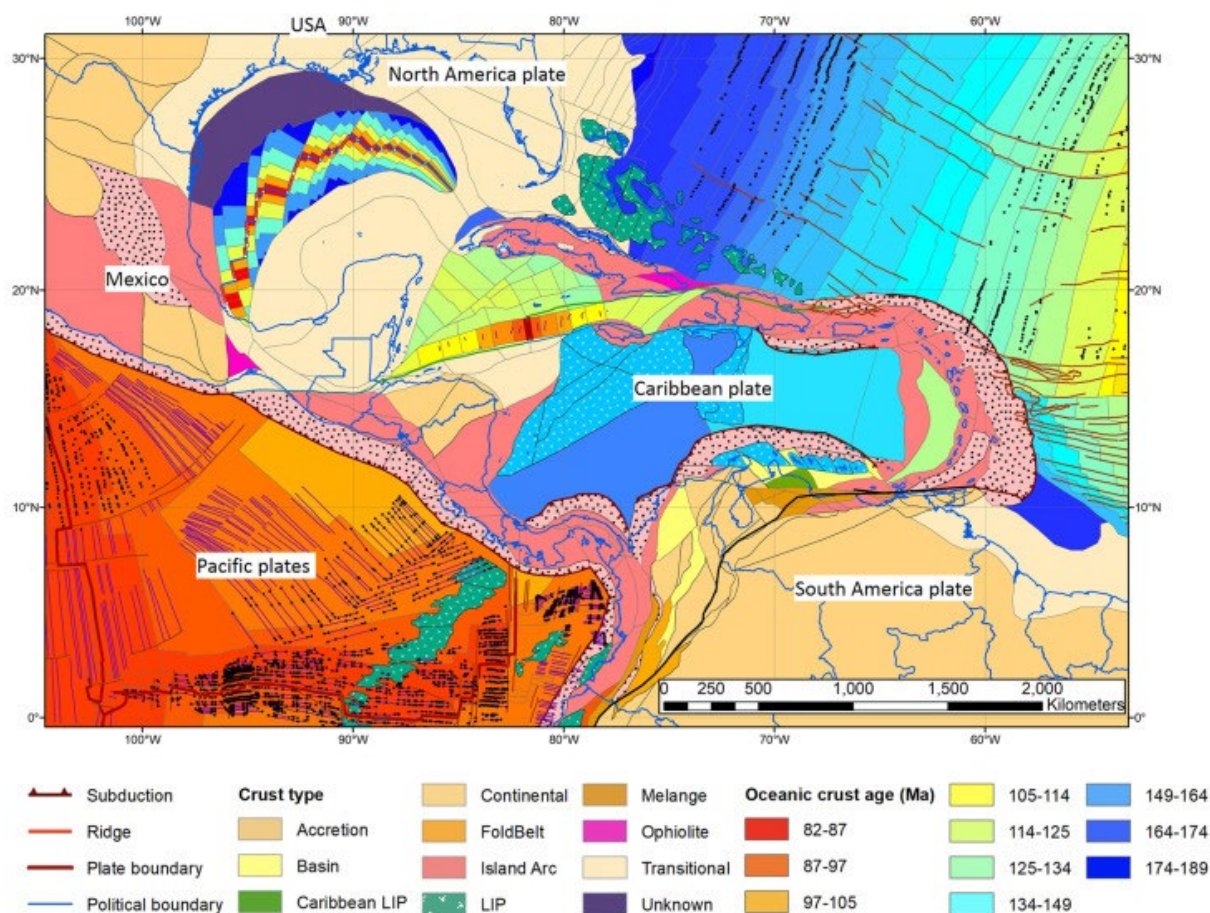 100°W USA 90°W 80°W 70°W 60°W
30°N North America plate 30°N
Mexico
20°N 20°N
Caribbean plate
10°N 10°N
Pacific plates
South America plate
0 250 500 1,000 1,500 2,000
Kilometers
0° 0°
100°W 90°W 80°W 70°W 60°W
Subduction
Ridge
Plate boundary
Political boundary
Crust type
Accretion
Basin
Caribbean LIP
Continental
FoldBelt
Island Arc
LIP
Melange
Ophiolite
Transitional
Unknown
Oceanic crust age (Ma)
82-87
87-97
97-105
105-114
114-125
125-134
134-149
149-164
164-174
174-189